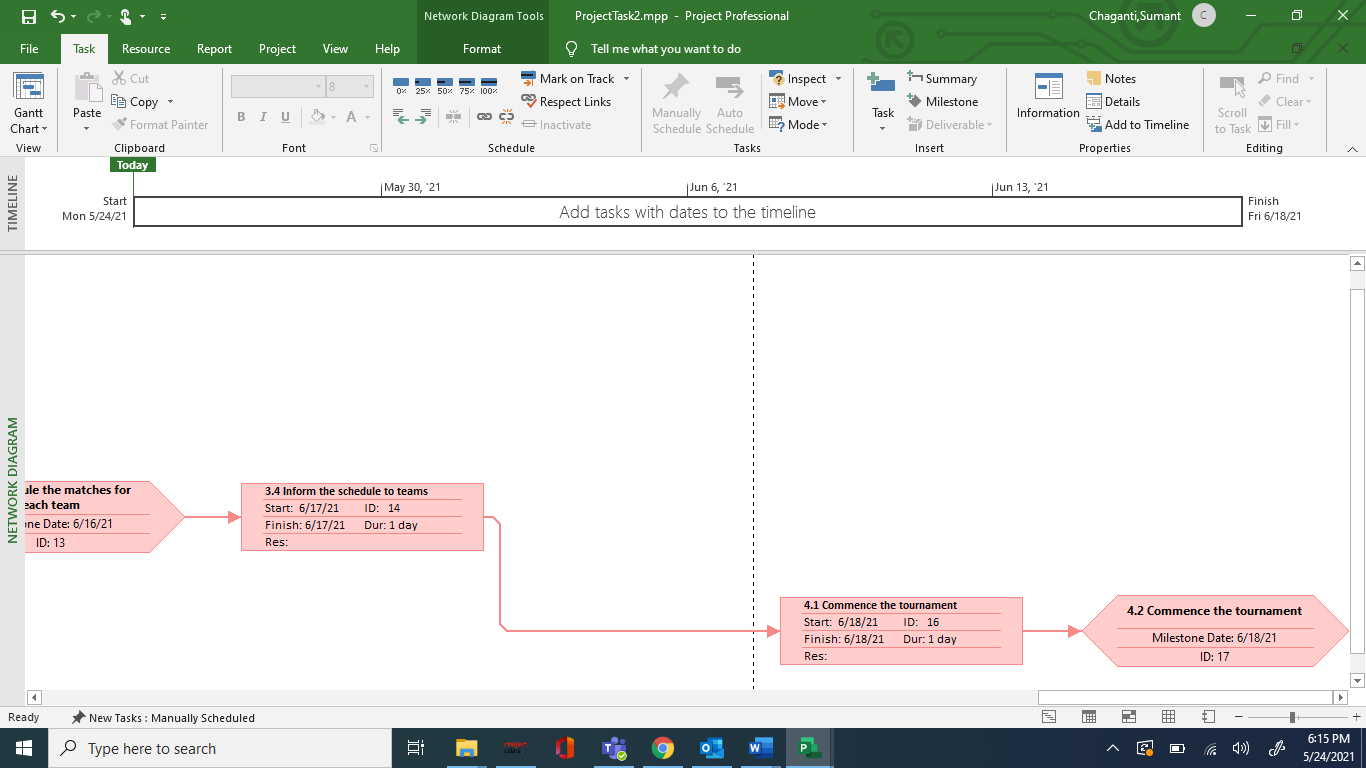 Network Diagram Tools
ProjectTask2.mpp - Project Professional
Chaganti,Sumant
C
File
Task
Resource
Report
Project
View
Help
Format
Tell me what you want to do
Gantt
Chart
View
Paste
Cut
Copy
Format Painter
Clipboard
8
B I U
A
Font
0% 25% 50% 75% 100%
Mark on Track
Respect Links
Inactivate
Schedule
Manually
Schedule
Auto
Schedule
Inspect
Move
Mode
Tasks
Task
Summary
Milestone
Deliverable
Insert
Information
Notes
Details
Add to Timeline
Properties
Scroll
to Task
Find
Clear
Fill
Editing
TIMELINE
Today
May 30, '21
Jun 6, '21
Jun 13, '21
Start
Mon 5/24/21
Add tasks with dates to the timeline
Finish
Fri 6/18/21
NETWORK DIAGRAM
ule the matches for
each team
one Date: 6/16/21
ID: 13
3.4 Inform the schedule to teams
Start: 6/17/21 ID: 14
Finish: 6/17/21 Dur: 1 day
Res:
4.1 Commence the tournament
Start: 6/18/21 ID: 16
Finish: 6/18/21 Dur: 1 day
Res:
4.2 Commence the tournament
Milestone Date: 6/18/21
ID: 17
Ready
New Tasks : Manually Scheduled
Type here to search
6:15 PM
5/24/2021